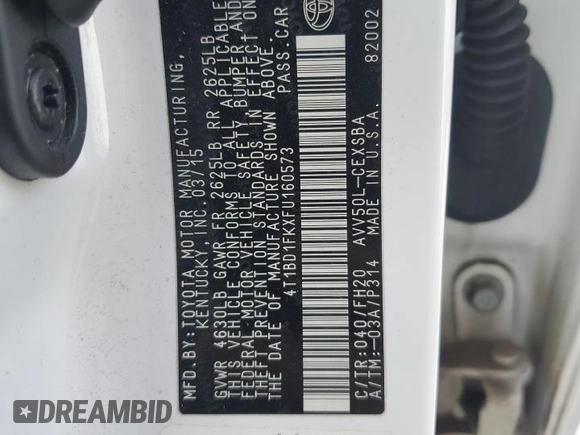 MFD. BY: TOYOTA MOTOR MANUFACTURING,
KENTUCKY, INC. 03/15
GVWR 4630LB GAWR FR 2625LB RR 2625LB
THIS VEHICLE CONFORMS TO ALL APPLICABLE
FEDERAL MOTOR VEHICLE SAFETY, BUMPER AND
THEFT PREVENTION STANDARDS IN EFFECT ON
THE DATE OF MANUFACTURE SHOWN ABOVE.
4T1BD1FKXFU160573 PASS.CAR
C/TR: 040/FH20 AVV50L-CEXSBA
A/TM: -03A/P314 MADE IN U.S.A. 82002
DREAMBID